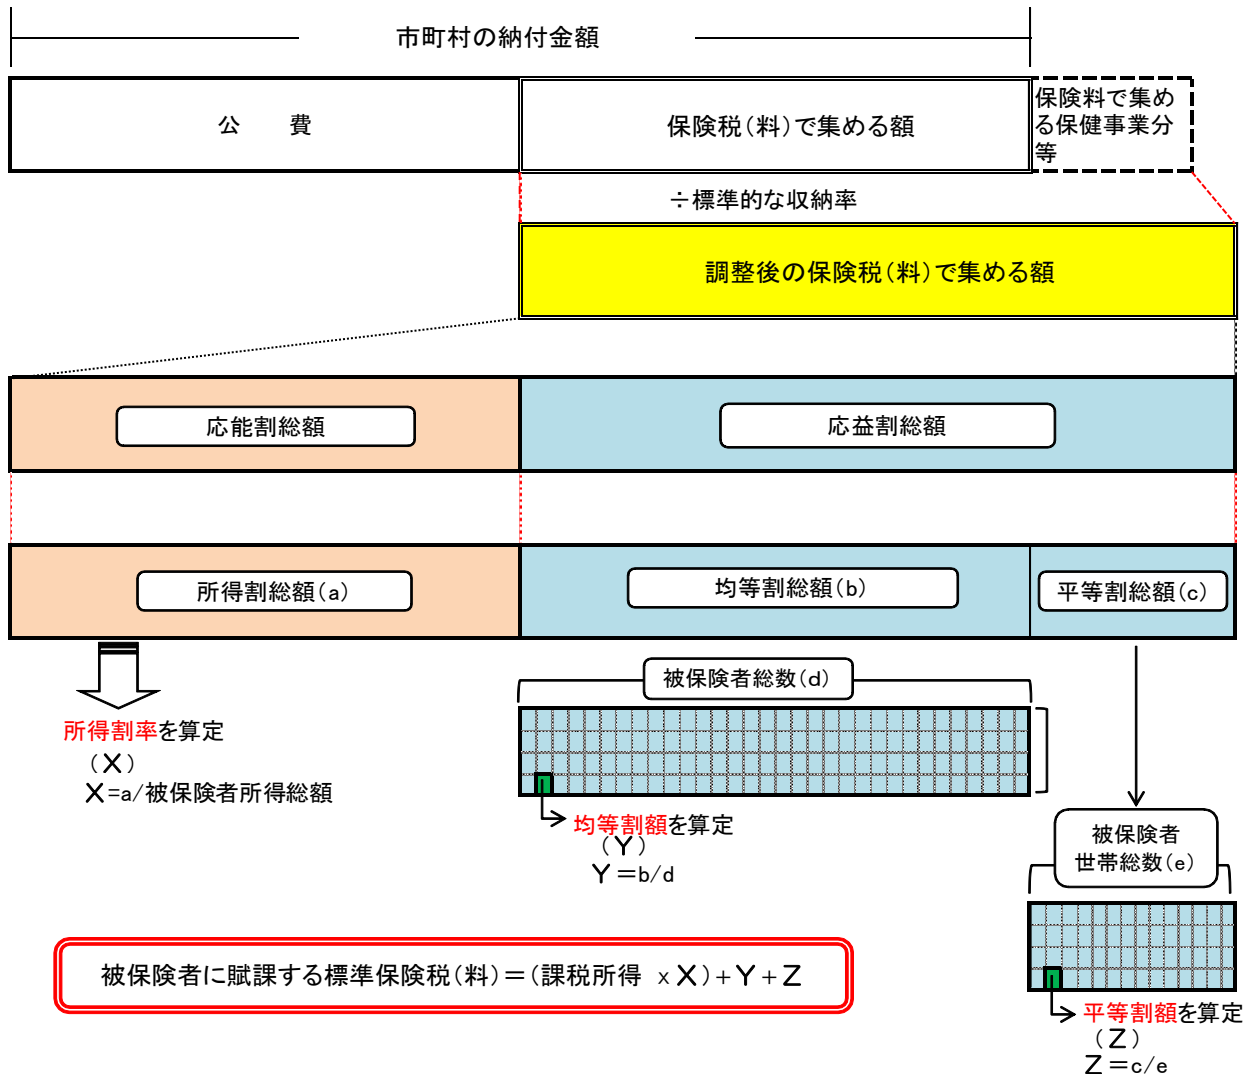 市町村の納付金額
公　　費
保険税（料）で集める額
保険料で集め
る保健事業分
等
÷標準的な収納率
調整後の保険税（料）で集める額
応能割総額
応益割総額
所得割総額（a）
均等割総額（b）
平等割総額（c）
被保険者総数（d）
所得割率を算定
（X）
X=a/被保険者所得総額
均等割額を算定
（Y）
Y＝b/d
被保険者
世帯総数（e）
被保険者に賦課する標準保険税（料）＝（課税所得 ×X）＋Y＋Z
平等割額を算定
（Z）
Z＝c/e